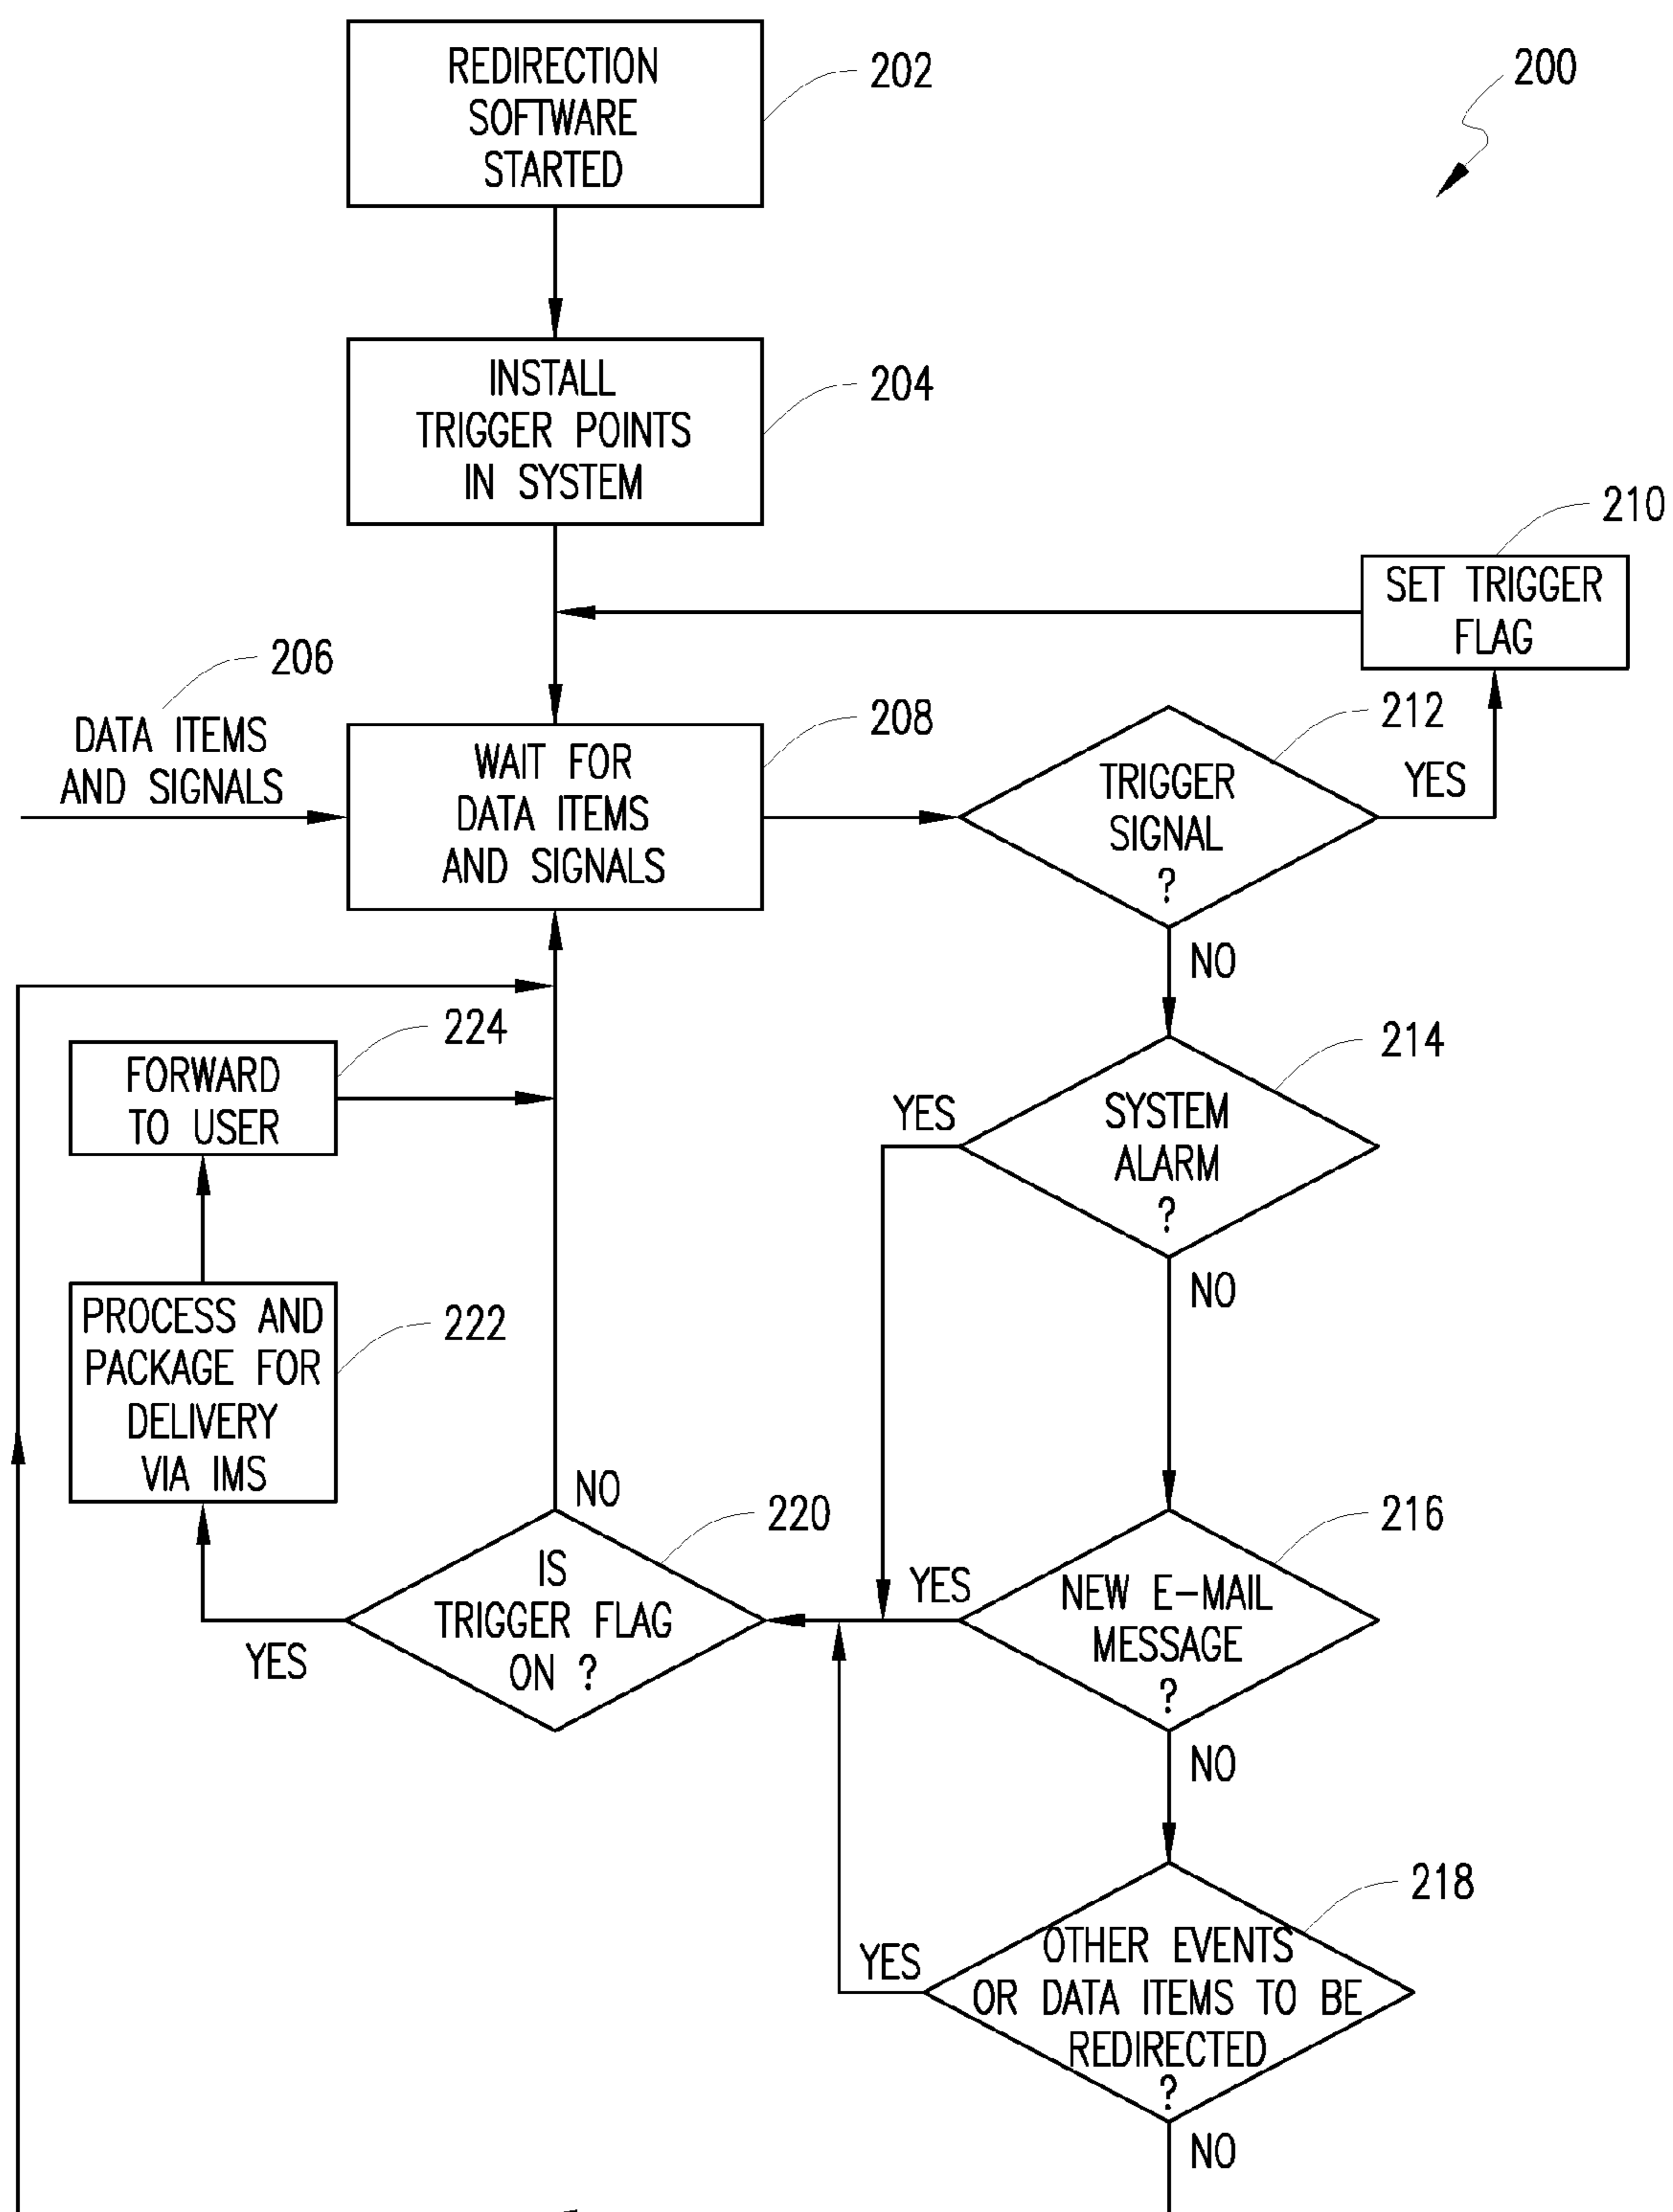 REDIRECTION
SOFTWARE
STARTED
202
200
INSTALL
TRIGGER POINTS
IN SYSTEM
204
210
SET TRIGGER
FLAG
206
DATA ITEMS
AND SIGNALS
WAIT FOR
DATA ITEMS
AND SIGNALS
208
TRIGGER
SIGNAL
?
212
YES
NO
224
FORWARD
TO USER
214
SYSTEM
ALARM
?
YES
NO
PROCESS AND
PACKAGE FOR
DELIVERY
VIA IMS
222
NO
220
IS
TRIGGER FLAG
ON ?
YES
216
NEW E-MAIL
MESSAGE
?
YES
NO
218
OTHER EVENTS
OR DATA ITEMS TO BE
REDIRECTED
?
YES
NO